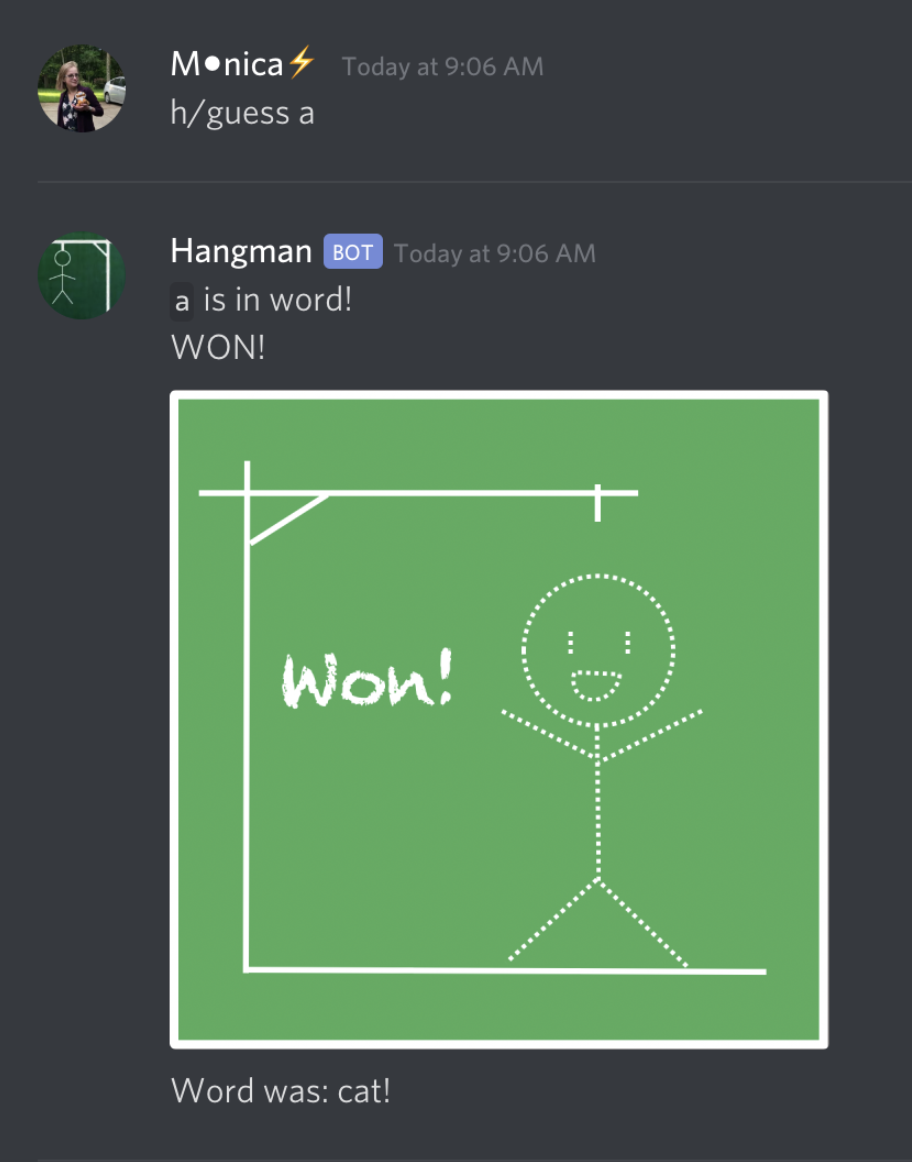 M●nica⚡ Today at 9:06 AM
h/guess a
Hangman BOT Today at 9:06 AM
a is in word!
WON!
Won!
Word was: cat!